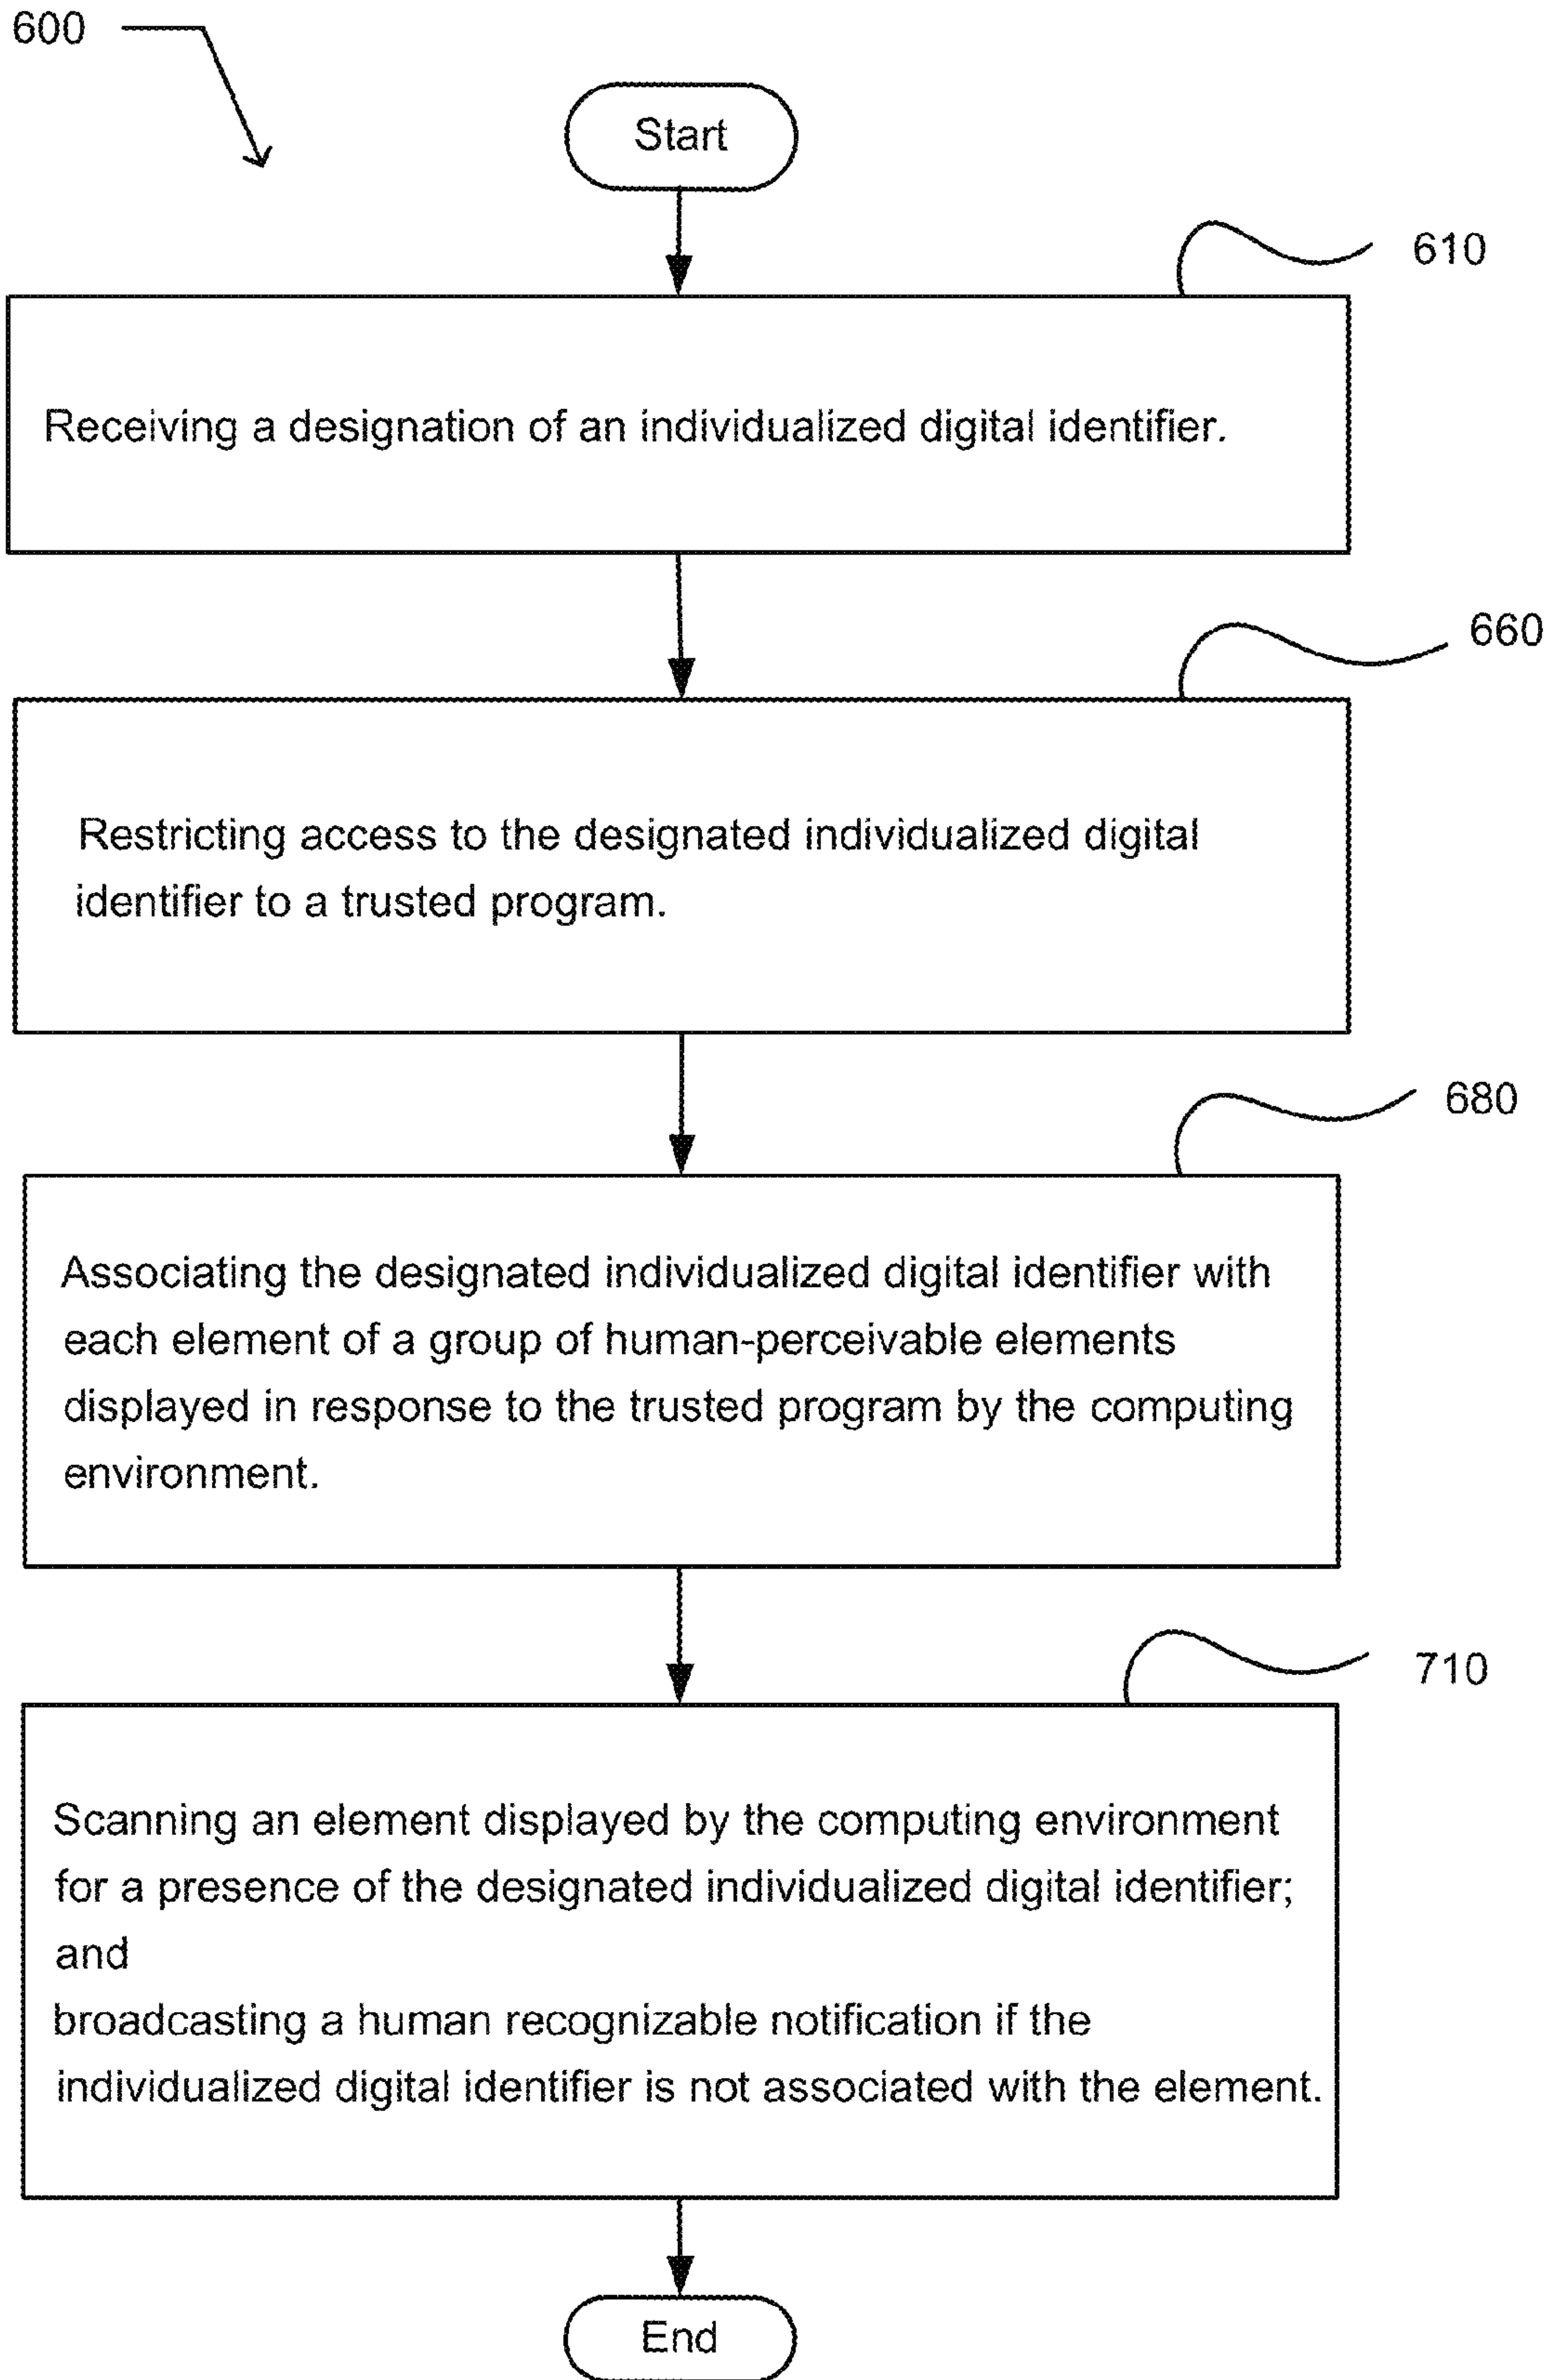 600
Start
610
Receiving a designation of an individualized digital identifier.
660
Restricting access to the designated individualized digital
identifier to a trusted program.
680
Associating the designated individualized digital identifier with
each element of a group of human-perceivable elements
displayed in response to the trusted program by the computing
environment.
710
Scanning an element displayed by the computing environment
for a presence of the designated individualized digital identifier;
and
broadcasting a human recognizable notification if the
individualized digital identifier is not associated with the element.
End